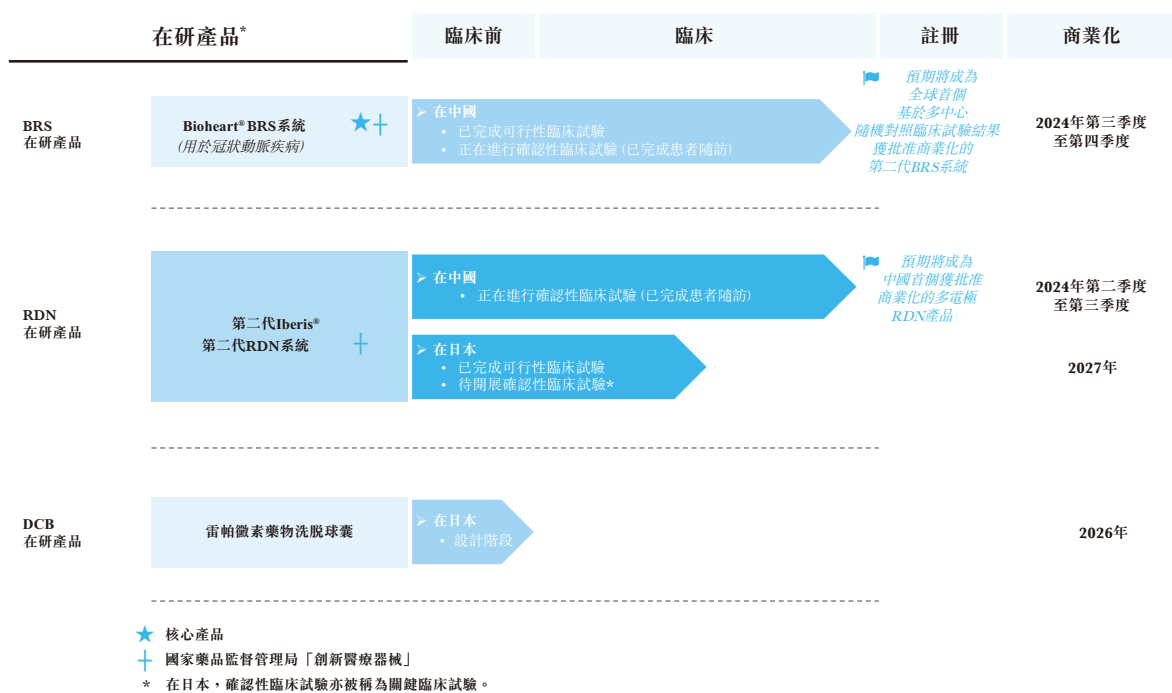 在研產品*
臨床前
臨床
註冊
商業化
BRS
在研產品
Bioheart® BRS系統
(用於冠狀動脈疾病)
➢ 在中國
• 已完成可行性臨床試驗
• 正在進行確認性臨床試驗 (已完成患者隨訪)
預期將成為
全球首個
基於多中心
隨機對照臨床試驗結果
獲批准商業化的
第二代BRS系統
2024年第三季度
至第四季度
RDN
在研產品
第二代Iberis®
第二代RDN系統
➢ 在中國
• 正在進行確認性臨床試驗 (已完成患者隨訪)
預期將成為
中國首個獲批准
商業化的多電極
RDN產品
2024年第二季度
至第三季度
➢ 在日本
• 已完成可行性臨床試驗
• 待開展確認性臨床試驗*
2027年
DCB
在研產品
雷帕黴素藥物洗脫球囊
➢ 在日本
• 設計階段
2026年
核心產品
國家藥品監督管理局「創新醫療器械」
* 在日本，確認性臨床試驗亦被稱為關鍵臨床試驗。